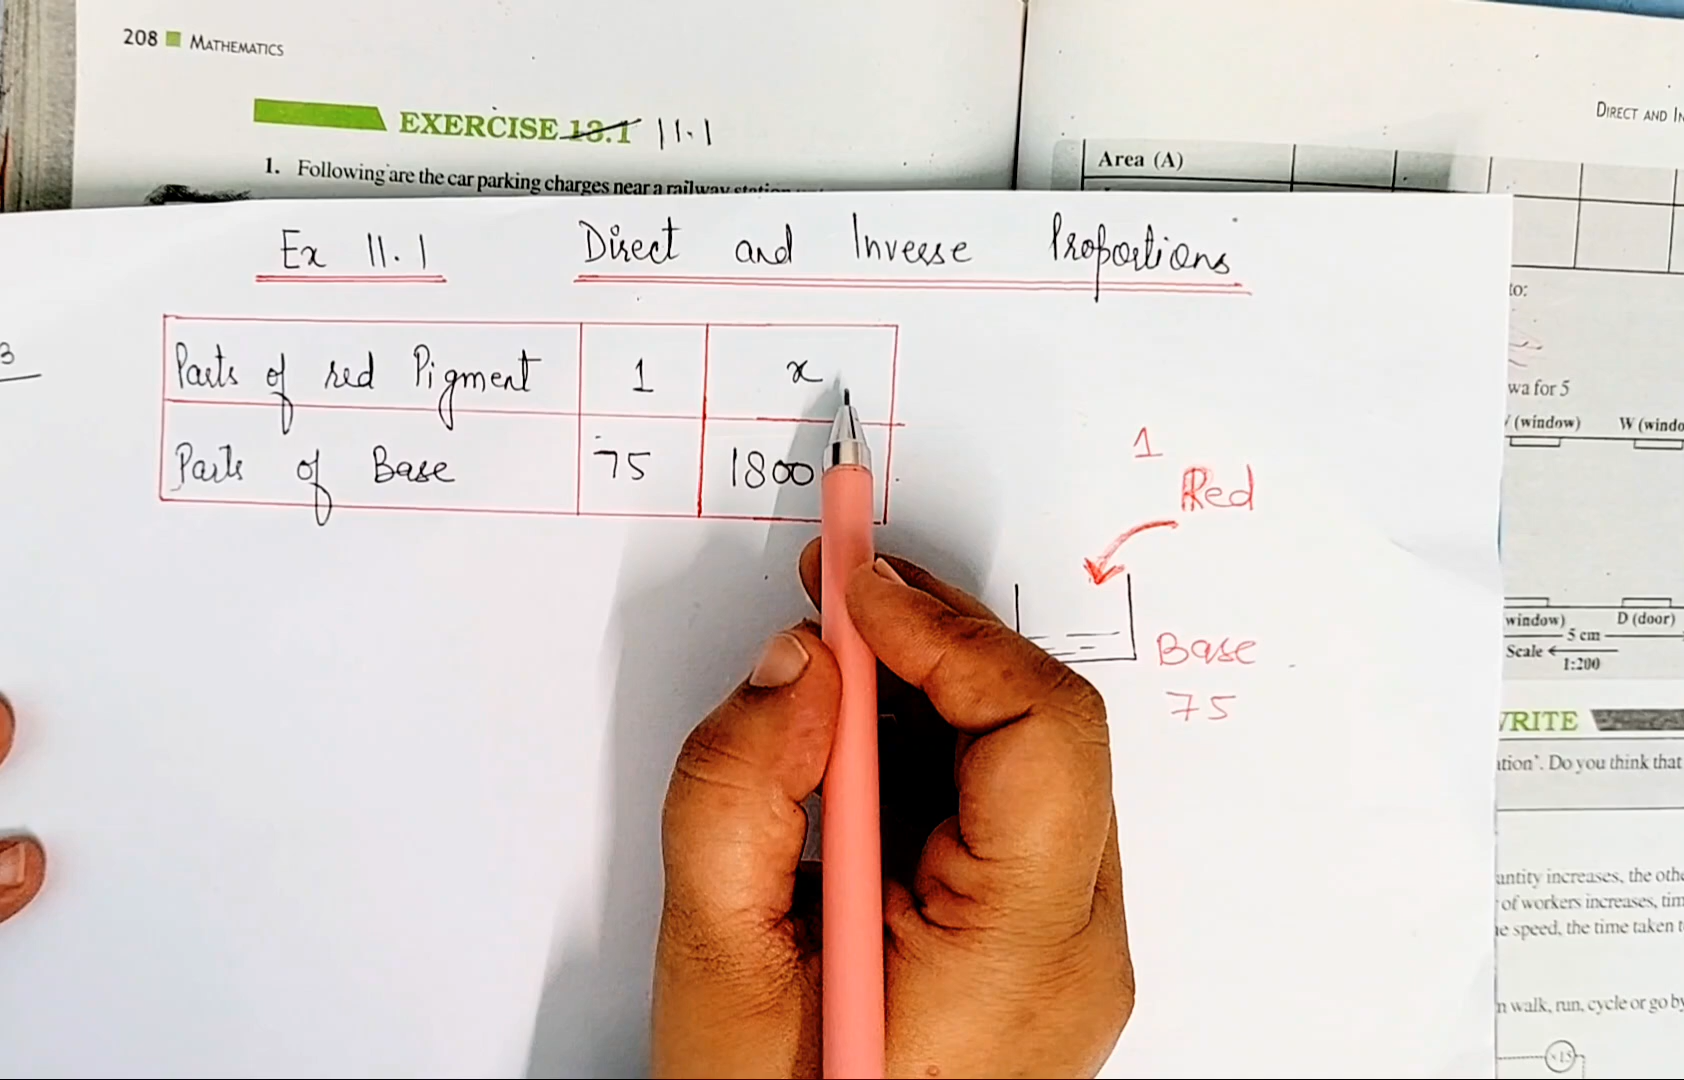 208 MATHEMATICS
EXERCISE 13.1 11.1
1. Following are the car parking charges near a railway station
DIRECT AND
Area (A)
Ex 11.1 Direct and Inverse Proportions
3
Parts of red Pigment 1 x
Parts of Base 75 1800
1
Red
Base
75
to:
wa for 5
(window) W (windo
window) D (door)
5 cm
Scale
1:200
RITE
ation'. Do you think that
antity increases, the othe
of workers increases, tim
e speed, the time taken t
n walk, run, cycle or go by
×15